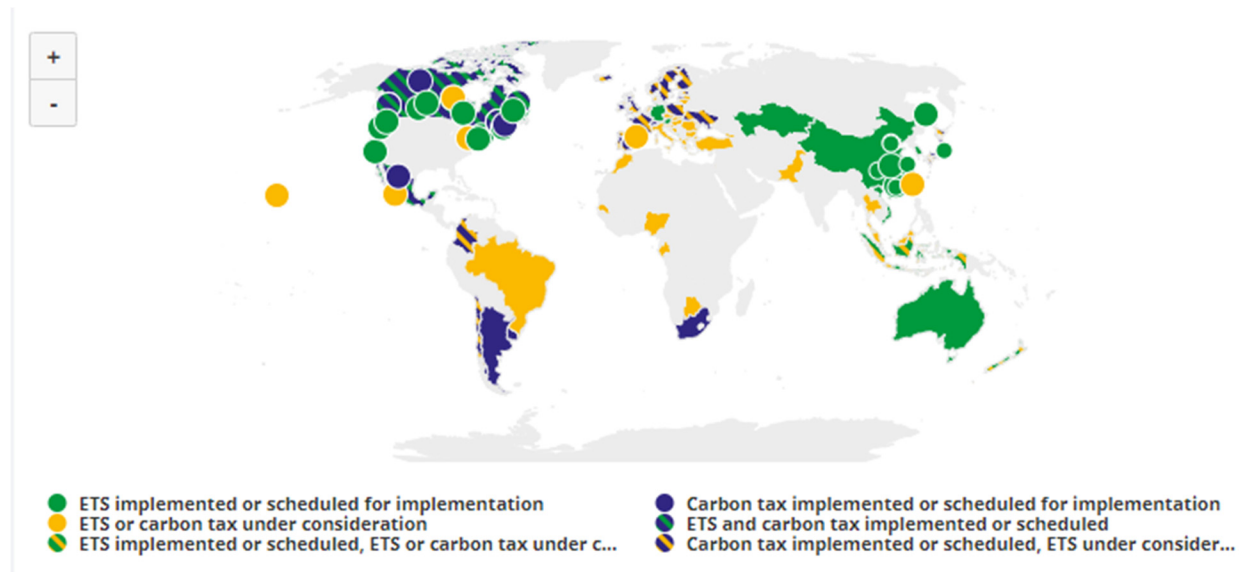 +
-
ETS implemented or scheduled for implementation
ETS or carbon tax under consideration
ETS implemented or scheduled, ETS or carbon tax under c...
Carbon tax implemented or scheduled for implementation
ETS and carbon tax implemented or scheduled
Carbon tax implemented or scheduled, ETS under consider...